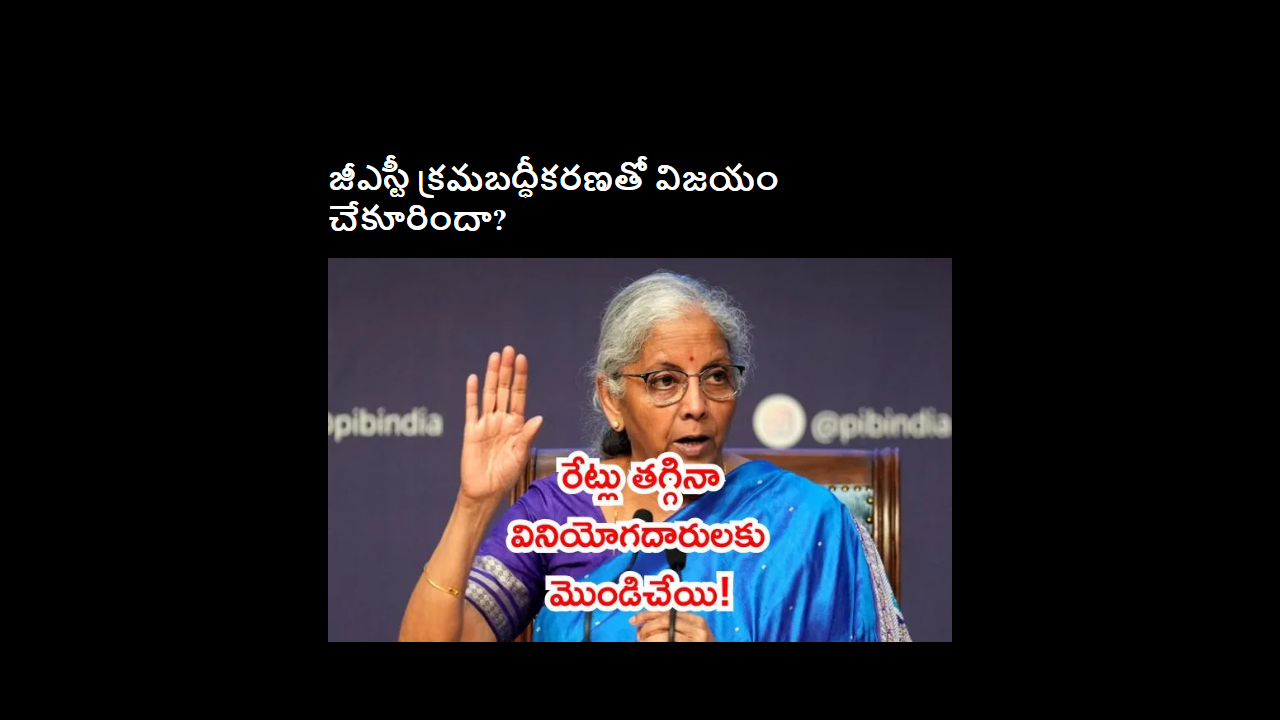 జీఎస్టీ క్రమబద్ధీకరణతో విజయం
చేకూరిందా?
@pibindia
@pibindia
రేట్లు తగ్గినా
వినియోగదారులకు
మొండిచేయి!